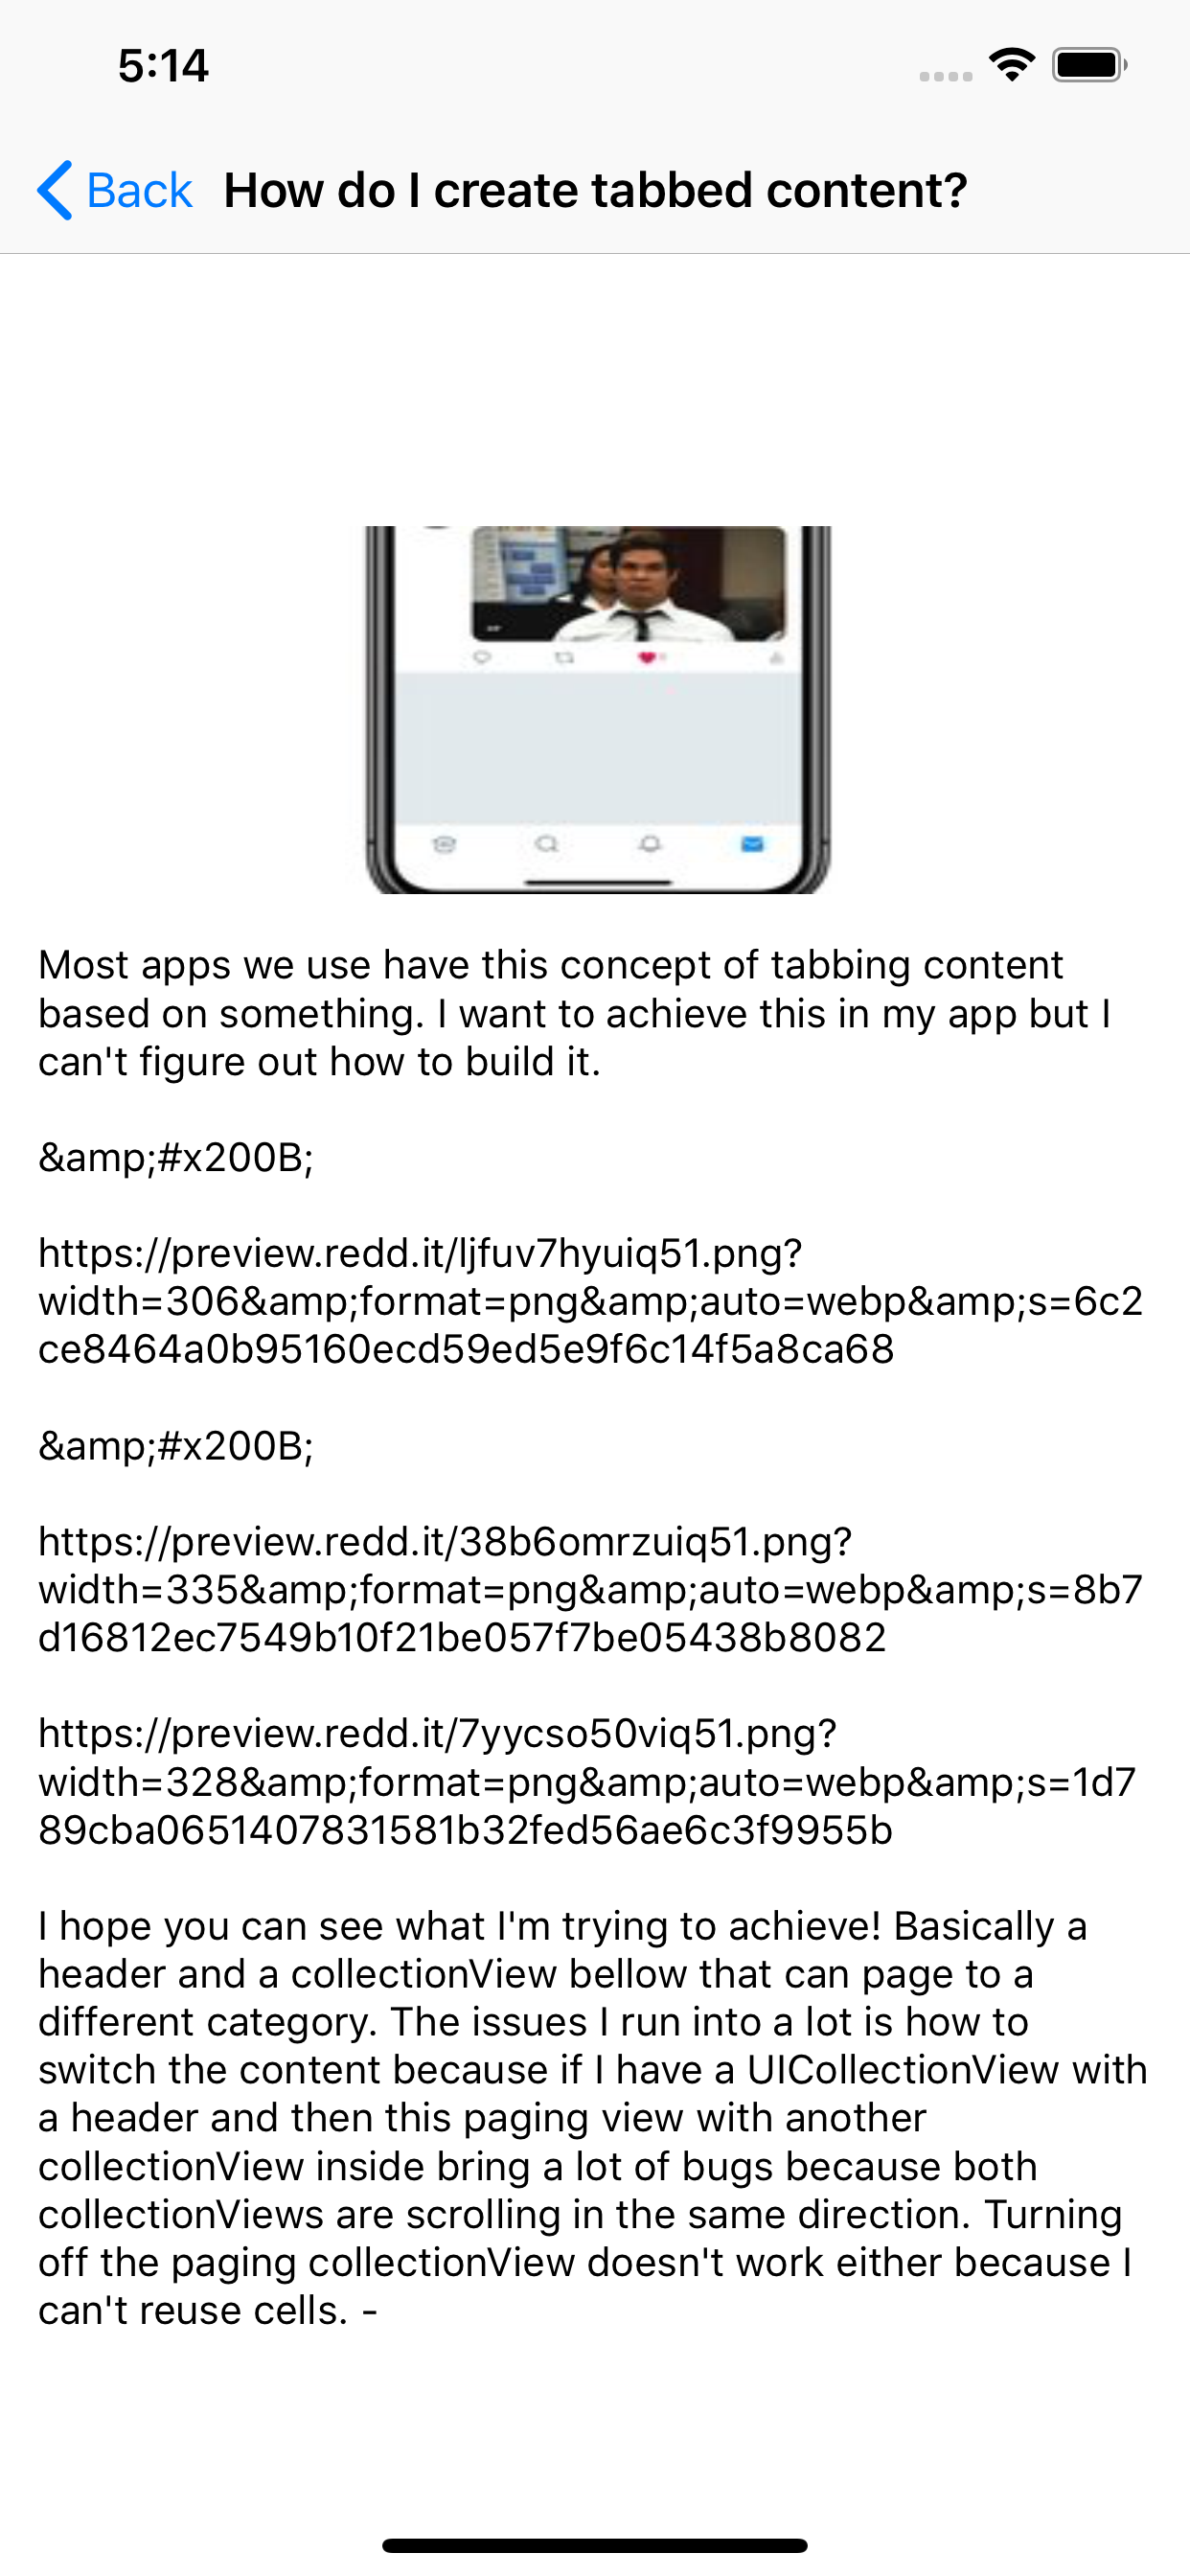 5:14
Back How do I create tabbed content?
Most apps we use have this concept of tabbing content
based on something. I want to achieve this in my app but I
can't figure out how to build it.
&amp;#x200B;
https://preview.redd.it/ljfuv7hyuiq51.png?
width=306&amp;format=png&amp;auto=webp&amp;s=6c2
ce8464a0b95160ecd59ed5e9f6c14f5a8ca68
&amp;#x200B;
https://preview.redd.it/38b6omrzuiq51.png?
width=335&amp;format=png&amp;auto=webp&amp;s=8b7
d16812ec7549b10f21be057f7be05438b8082
https://preview.redd.it/7yycso50viq51.png?
width=328&amp;format=png&amp;auto=webp&amp;s=1d7
89cba0651407831581b32fed56ae6c3f9955b
I hope you can see what I'm trying to achieve! Basically a
header and a collectionView bellow that can page to a
different category. The issues I run into a lot is how to
switch the content because if I have a UICollectionView with
a header and then this paging view with another
collectionView inside bring a lot of bugs because both
collectionViews are scrolling in the same direction. Turning
off the paging collectionView doesn't work either because I
can't reuse cells. -